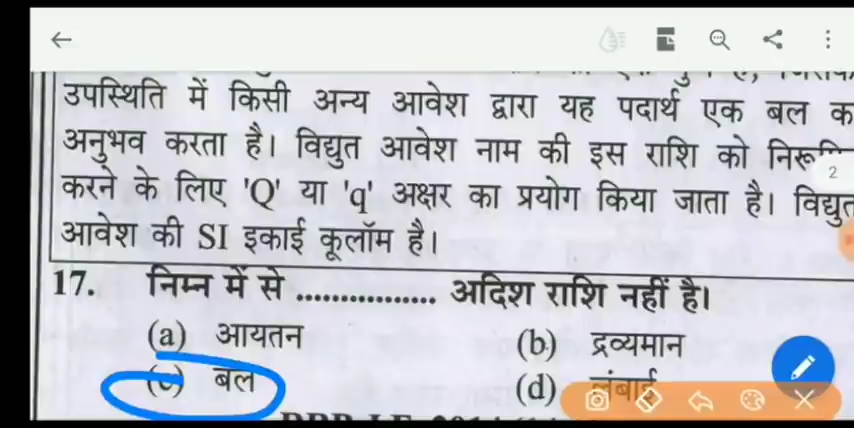 उपस्थिति में किसी अन्य आवेश द्वारा यह पदार्थ एक बल क
अनुभव करता है। विद्युत आवेश नाम की इस राशि को
2
करने के लिए 'Q' या 'q' अक्षर का प्रयोग किया जाता है। विद्युत
आवेश की SI इकाई कूलॉम है।
17. निम्न में से ................ अदिश राशि नहीं है।
(a) आयतन (b) द्रव्यमान
(c) बल (d) लंबाई